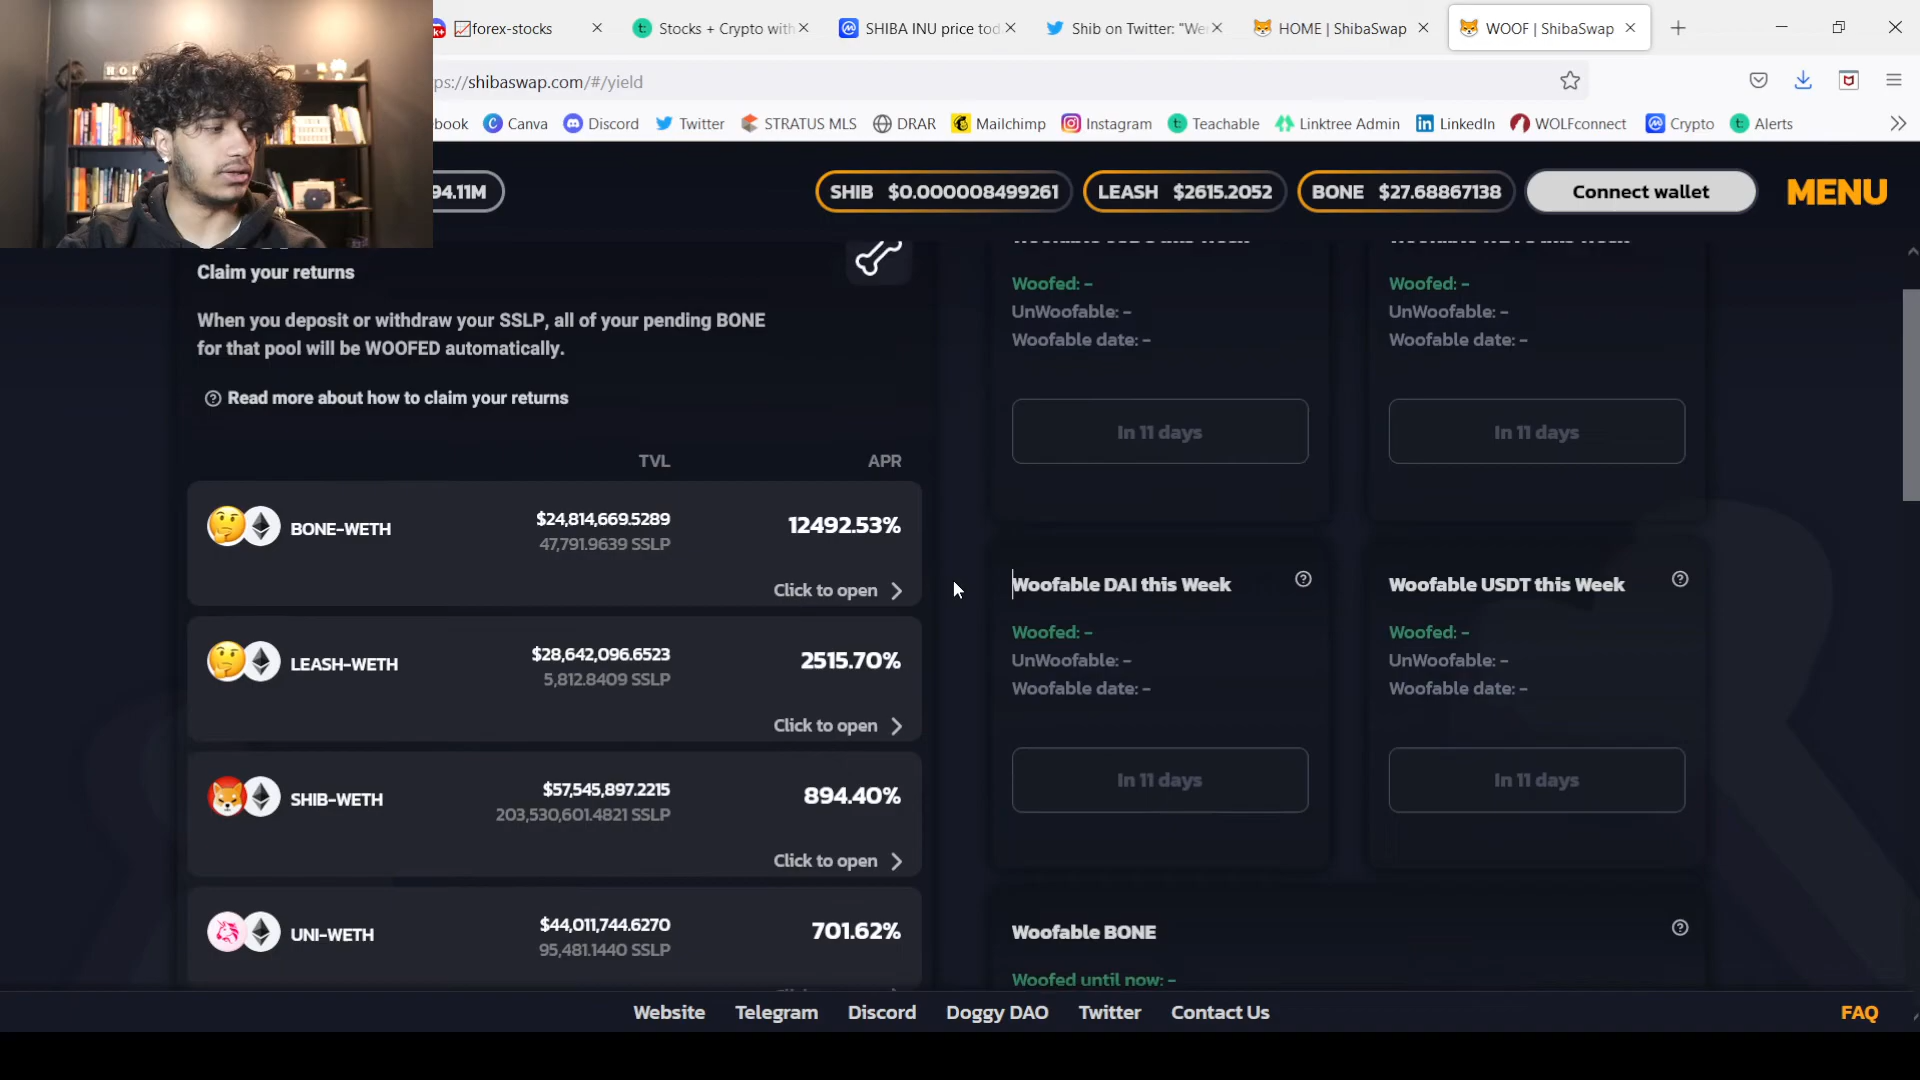 forex-stocks
Stocks + Crypto with
SHIBA INU price tod
Shib on Twitter: "We
HOME | ShibaSwap
WOOF | ShibaSwap
ps://shibaswap.com/#/yield
book
Canva
Discord
Twitter
STRATUS MLS
DRAR
Mailchimp
Instagram
Teachable
Linktree Admin
LinkedIn
WOLFconnect
Crypto
Alerts
94.11M
SHIB $0.000008499261
LEASH $2615.2052
BONE $27.68867138
Connect wallet
MENU
Claim your returns
When you deposit or withdraw your SSLP, all of your pending BONE
for that pool will be WOOFED automatically.
Read more about how to claim your returns
TVL APR
BONE-WETH
$24,814,669.5289
47,791.9639 SSLP
12492.53%
Click to open
LEASH-WETH
$28,642,096.6523
5,812.8409 SSLP
2515.70%
Click to open
SHIB-WETH
$57,545,897.2215
203,530,601.4821 SSLP
894.40%
Click to open
UNI-WETH
$44,011,744.6270
95,481.1440 SSLP
701.62%
Woofed: -
UnWoofable: -
Woofable date: -
In 11 days
Woofed: -
UnWoofable: -
Woofable date: -
In 11 days
Woofable DAI this Week
Woofed: -
UnWoofable: -
Woofable date: -
In 11 days
Woofable USDT this Week
Woofed: -
UnWoofable: -
Woofable date: -
In 11 days
Woofable BONE
Woofed until now: -
Website
Telegram
Discord
Doggy DAO
Twitter
Contact Us
FAQ